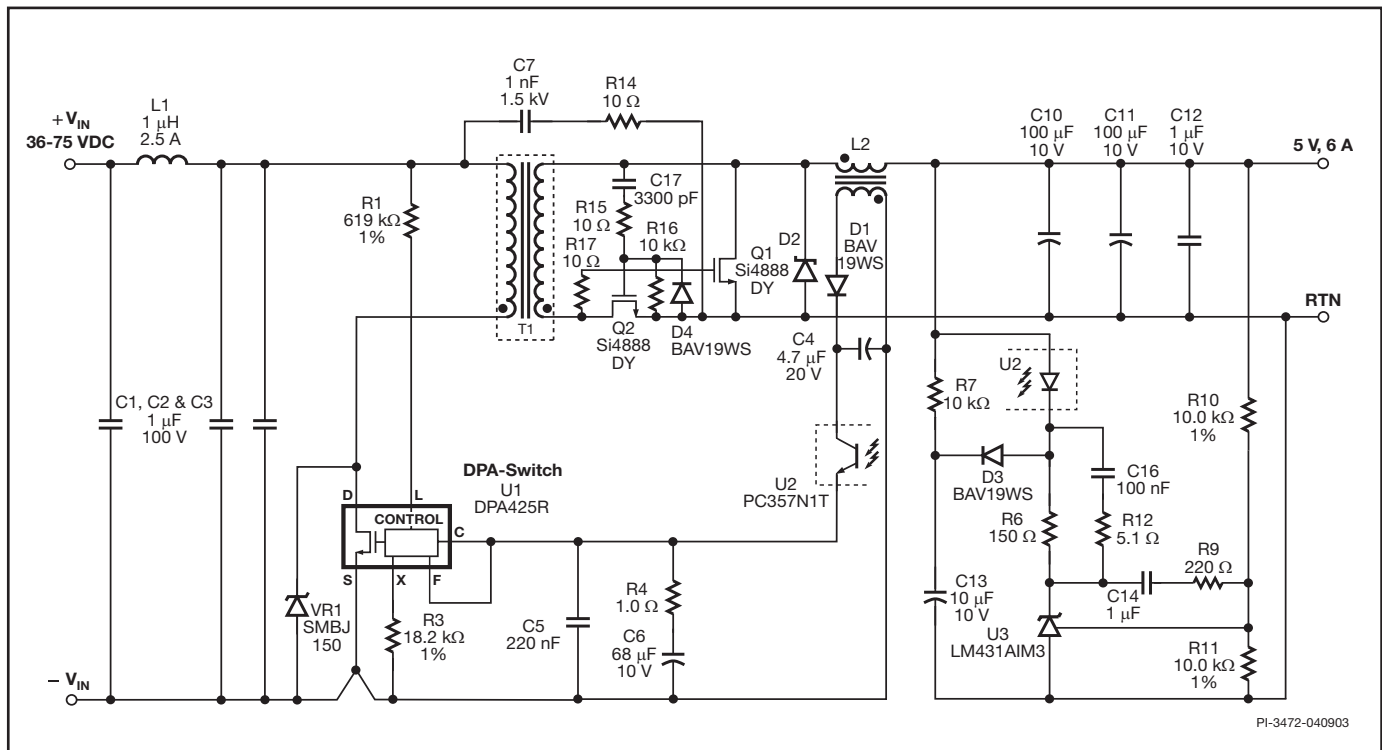 C7
1 nF
1.5 kV
R14
10 Ω
L1
1 µH
2.5 A
+ VIN
36-75 VDC
C10
100 µF
10 V
C11
100 µF
10 V
C12
1 µF
10 V
5 V, 6 A
L2
C17
3300 pF
R1
619 kΩ
1%
R15
10 Ω
R16
10 kΩ
R17
10 Ω
Q1
Si4888
DY
D2
D1
BAV
19WS
RTN
T1
Q2
Si4888
DY
D4
BAV19WS
C4
4.7 µF
20 V
U2
R7
10 kΩ
R10
10.0 kΩ
1%
C1, C2 & C3
1 µF
100 V
DPA-Switch
U1
DPA425R
U2
PC357N1T
D3
BAV19WS
C16
100 nF
R6
150 Ω
R12
5.1 Ω
D
L
CONTROL
C
S
X
F
R9
220 Ω
C14
1 µF
C13
10 µF
10 V
VR1
SMBJ
150
R3
18.2 kΩ
1%
C5
220 nF
R4
1.0 Ω
C6
68 µF
10 V
U3
LM431AIM3
R11
10.0 kΩ
1%
− VIN
PI-3472-040903